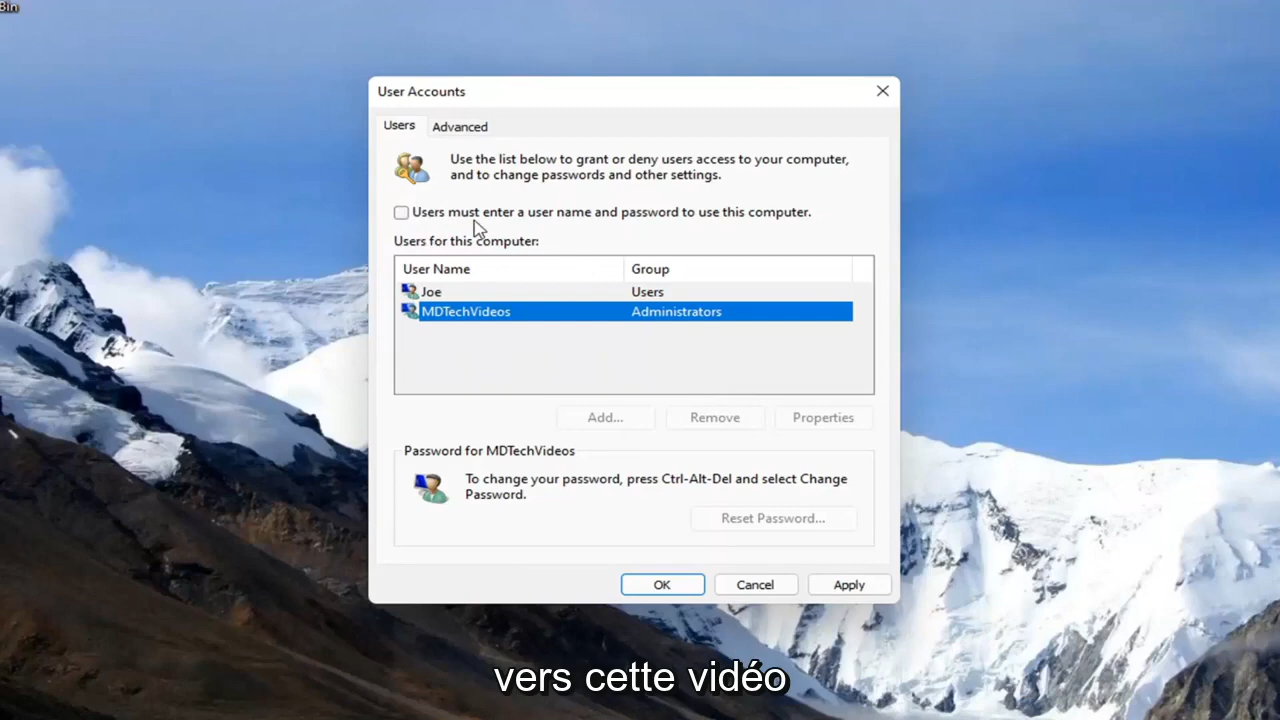 Bin
User Accounts
Users
Advanced
Use the list below to grant or deny users access to your computer,
and to change passwords and other settings.
Users must enter a user name and password to use this computer.
Users for this computer:
User Name Group
Joe Users
MDTechVideos Administrators
Add... Remove Properties
Password for MDTechVideos
To change your password, press Ctrl-Alt-Del and select Change
Password.
Reset Password...
OK Cancel Apply
vers cette vidéo